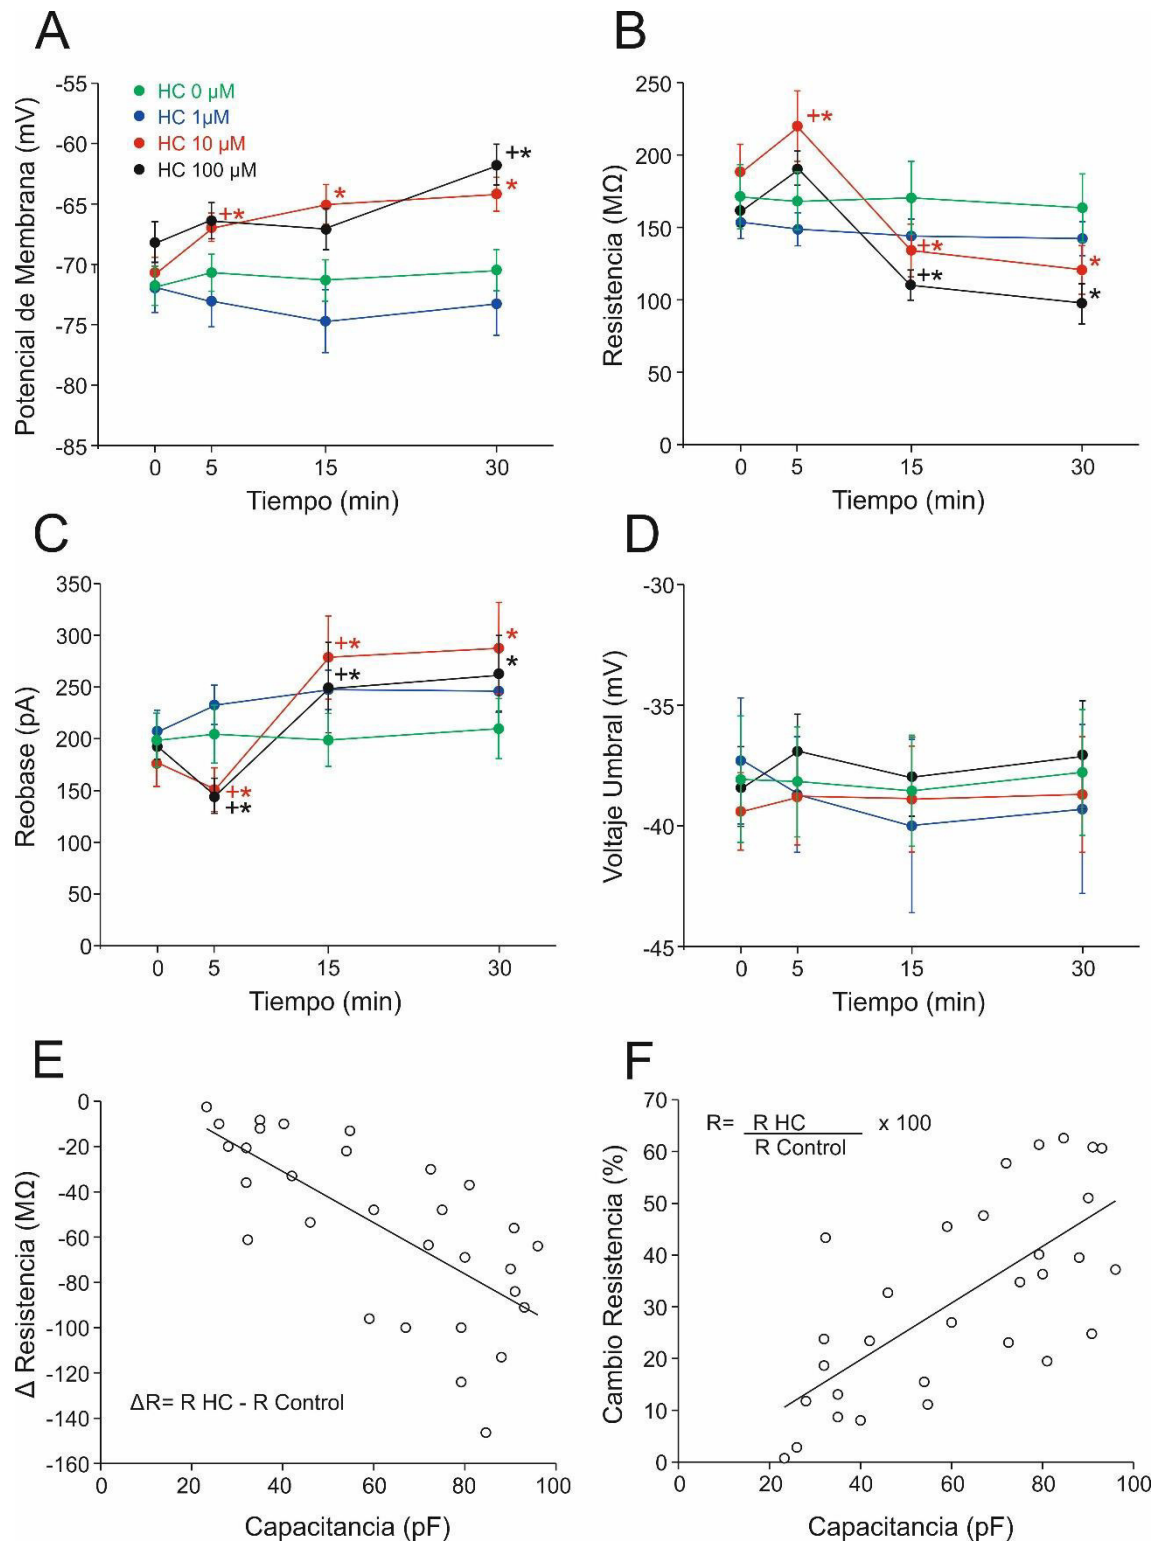 A
Potencial de Membrana (mV)
-55
-60
-65
-70
-75
-80
-85
HC 0 µM
HC 1µM
HC 10 µM
HC 100 µM
+*
*
+*
*
0 5 15 30
Tiempo (min)
B
Resistencia (MΩ)
250
200
150
100
50
0
+*
+*
+*
*
*
0 5 15 30
Tiempo (min)
C
Reobase (pA)
350
300
250
200
150
100
50
0
+*
+*
+*
+*
*
*
0 5 15 30
Tiempo (min)
D
Voltaje Umbral (mV)
-30
-35
-40
-45
0 5 15 30
Tiempo (min)
E
Δ Resistencia (MΩ)
0
-20
-40
-60
-80
-100
-120
-140
-160
ΔR= R HC - R Control
0 20 40 60 80 100
Capacitancia (pF)
F
Cambio Resistencia (%)
70
60
50
40
30
20
10
0
R= R HC x 100
R Control
0 20 40 60 80 100
Capacitancia (pF)